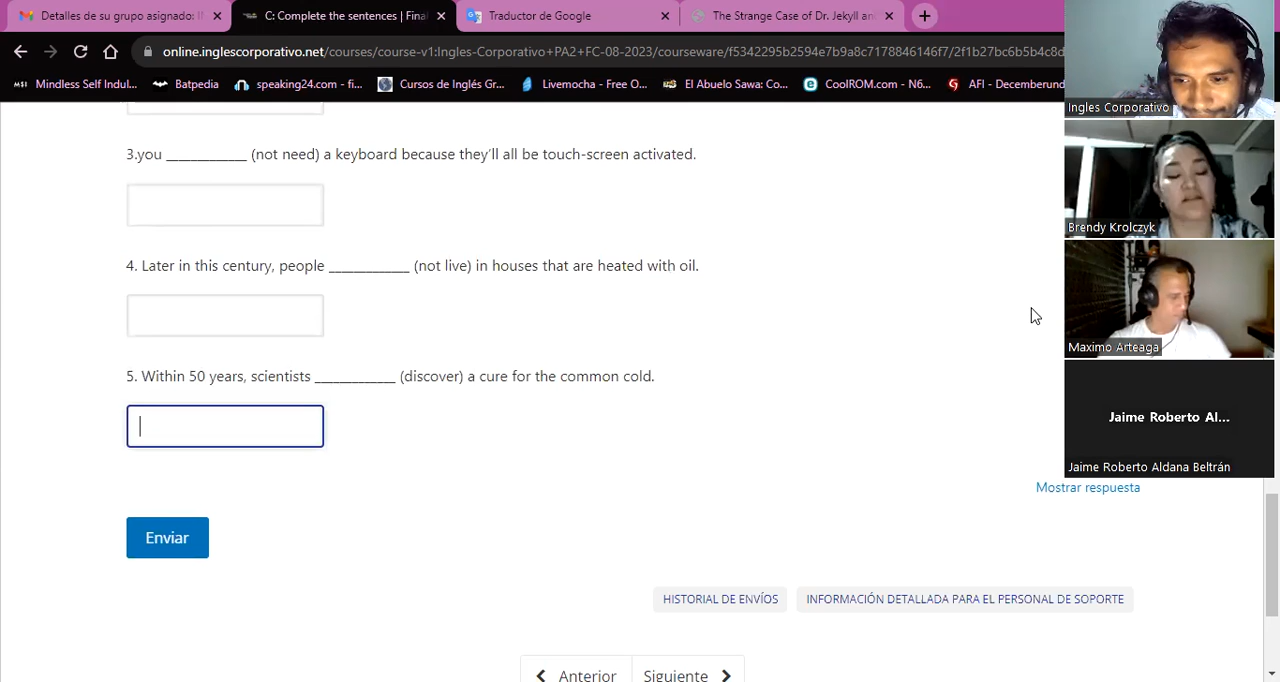 Detalles de su grupo asignado: I
C: Complete the sentences | Fina
Traductor de Google
The Strange Case of Dr. Jekyll an
online.inglescorporativo.net/courses/course-v1:Ingles-Corporativo+PA2+FC-08-2023/courseware/f5342295b2594e7b9a8c7178846146f7/2f1b27bc6b5b4c8d
Mindless Self Indul...
Batpedia
speaking24.com - fi...
Cursos de Inglés Gr...
Livemocha - Free O...
El Abuelo Sawa: Co...
CoolROM.com - N6...
AFI - Decemberund
3.you ____________ (not need) a keyboard because they'll all be touch-screen activated.
4. Later in this century, people ____________ (not live) in houses that are heated with oil.
5. Within 50 years, scientists ____________ (discover) a cure for the common cold.
Mostrar respuesta
Enviar
HISTORIAL DE ENVÍOS
INFORMACIÓN DETALLADA PARA EL PERSONAL DE SOPORTE
Anterior
Siguiente
Ingles Corporativo
Brendy Krolczyk
Maximo Arteaga
Jaime Roberto Al...
Jaime Roberto Aldana Beltrán